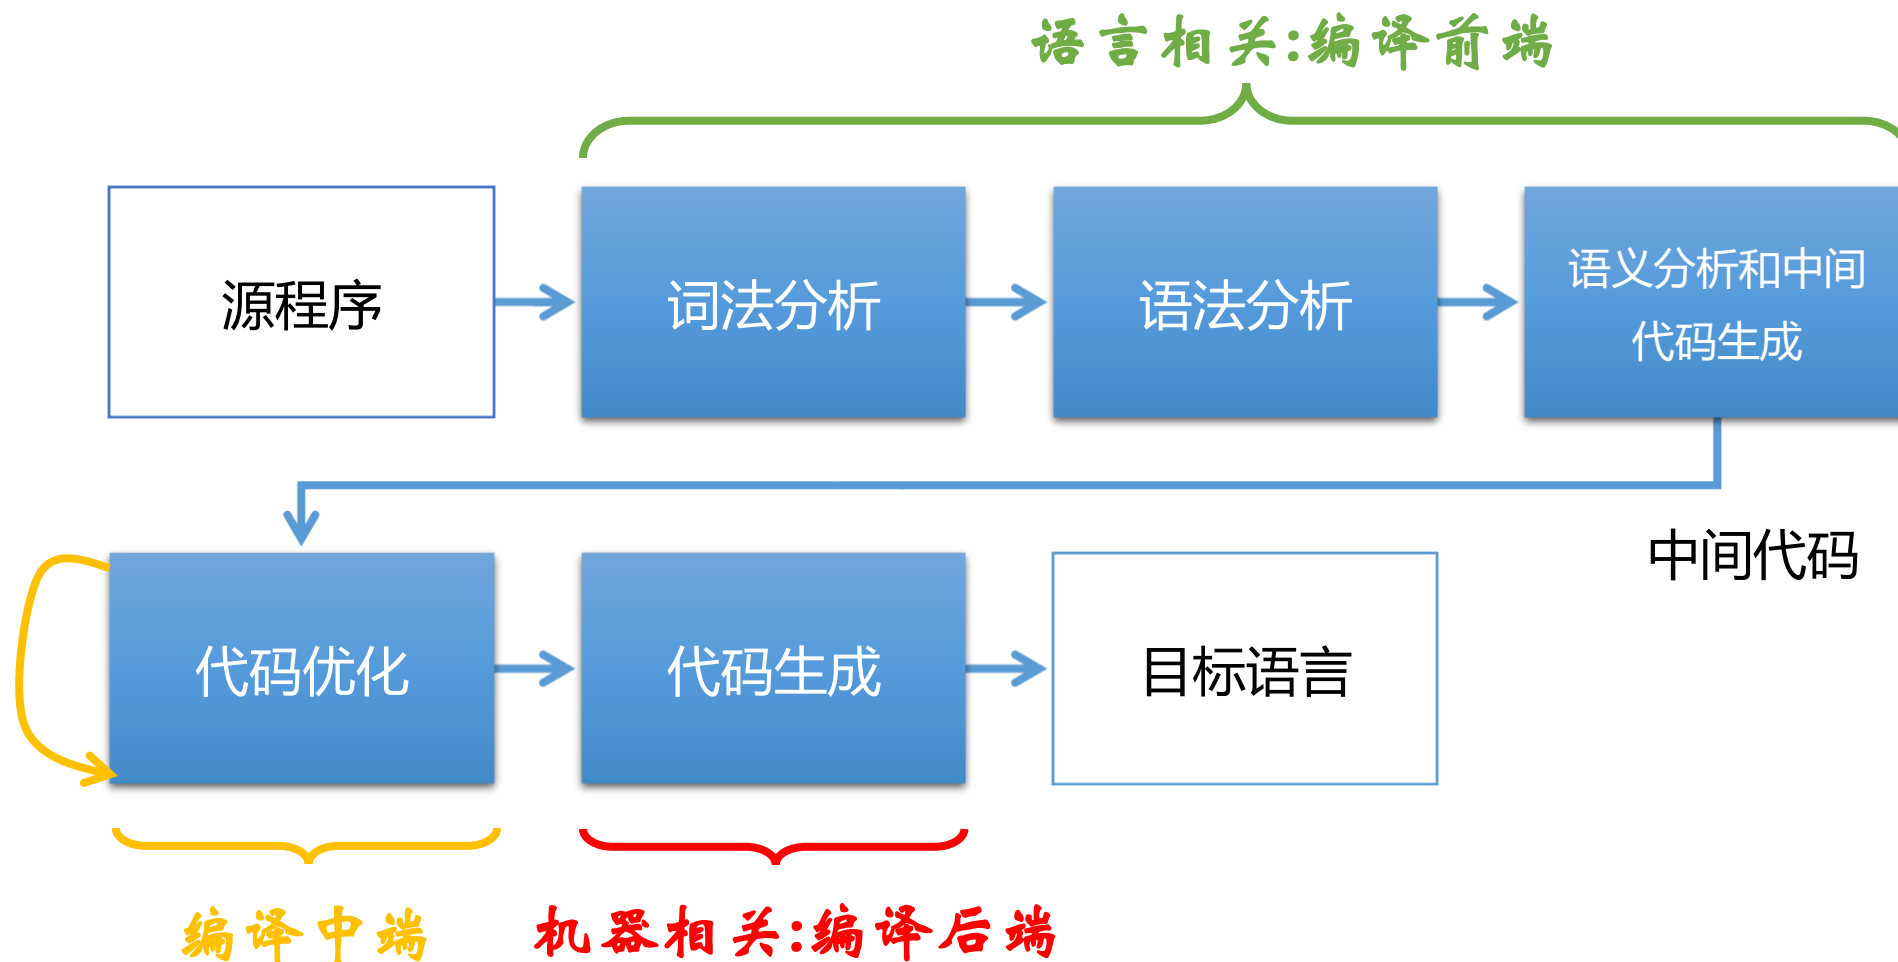 语言相关:编译前端
源程序
词法分析
语法分析
语义分析和中间
代码生成
中间代码
代码优化
代码生成
目标语言
编译中端
机器相关:编译后端